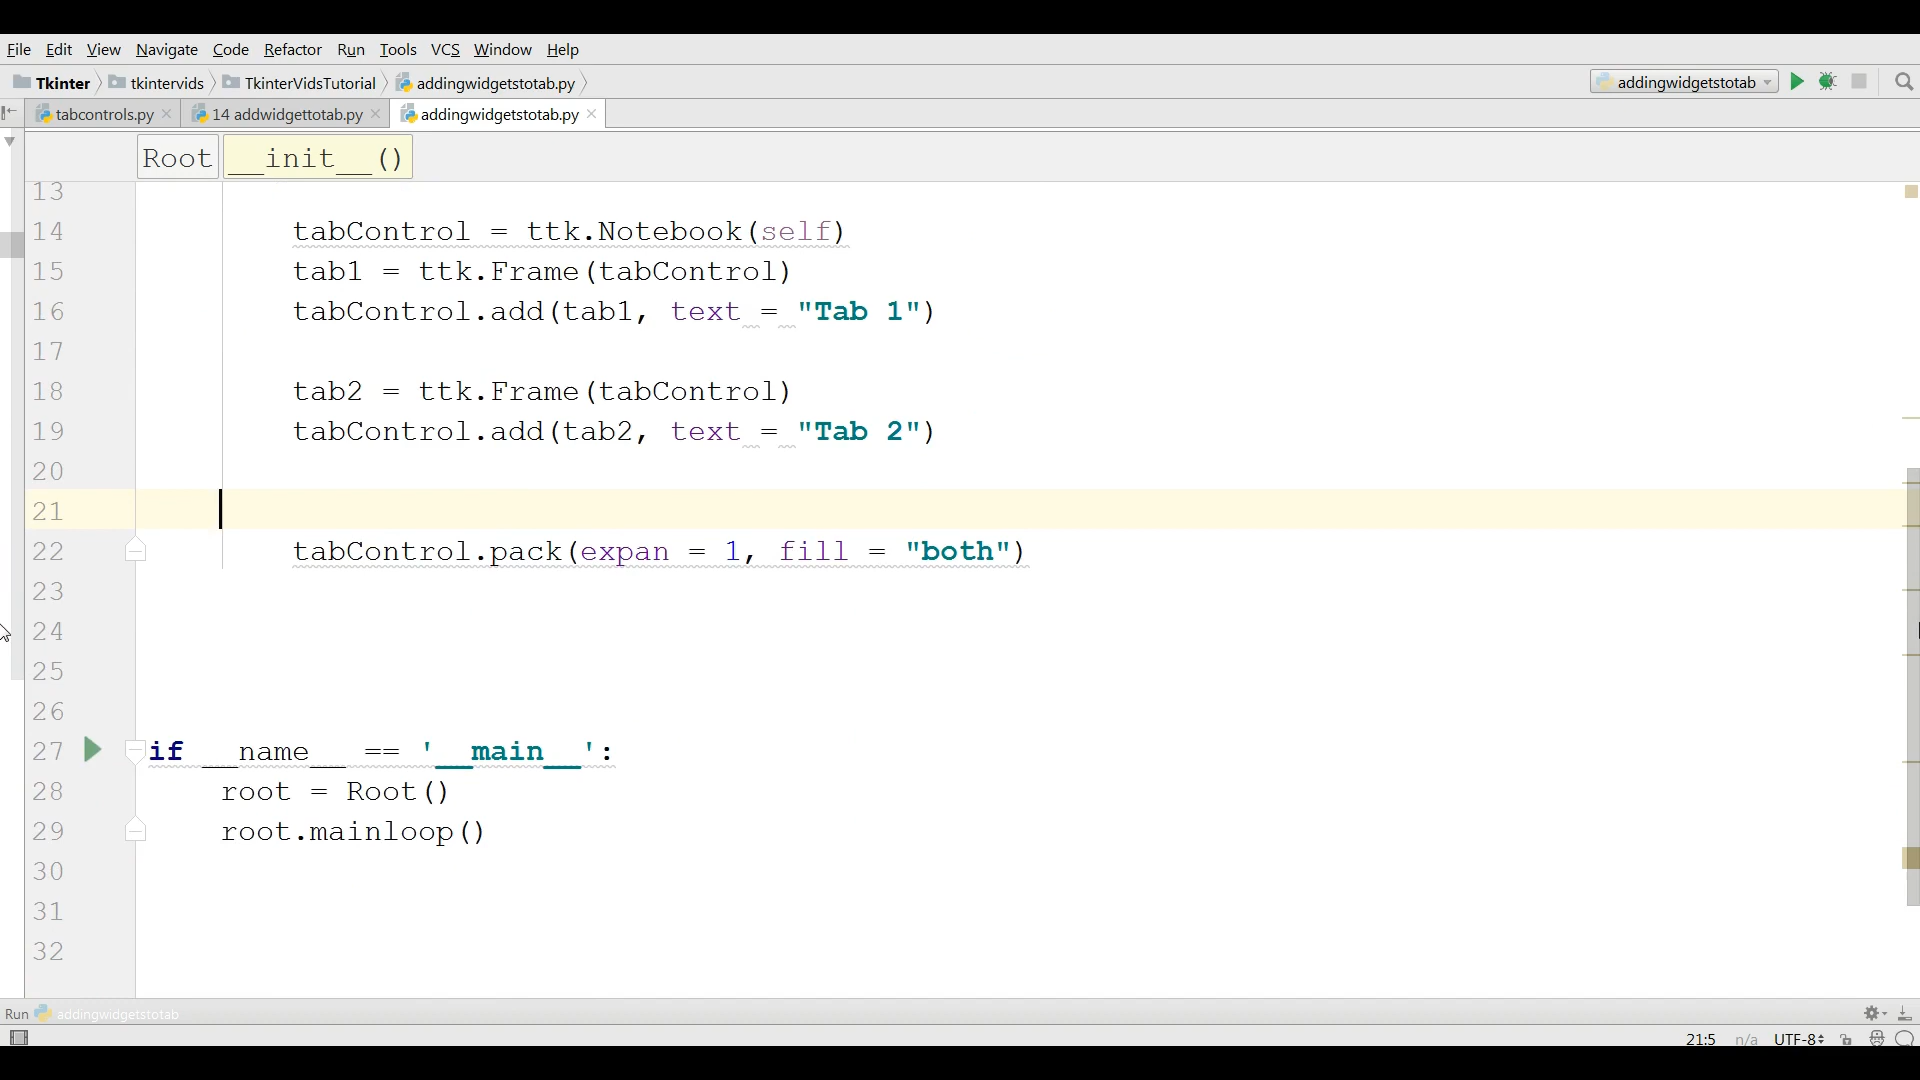 File Edit View Navigate Code Refactor Run Tools VCS Window Help
Tkinter tkintervids TkinterVidsTutorial addingwidgetstotab.py addingwidgetstotab
tabcontrols.py 14 addwidgettotab.py addingwidgetstotab.py
Root __init__()
13
14 tabControl = ttk.Notebook(self)
15 tab1 = ttk.Frame(tabControl)
16 tabControl.add(tab1, text = "Tab 1")
17
18 tab2 = ttk.Frame(tabControl)
19 tabControl.add(tab2, text = "Tab 2")
20
21
22 tabControl.pack(expan = 1, fill = "both")
23
24
25
26
27 if __name__ == '__main__':
28 root = Root()
29 root.mainloop()
30
31
32
Run addingwidgetstotab
21:5 n/a UTF-8